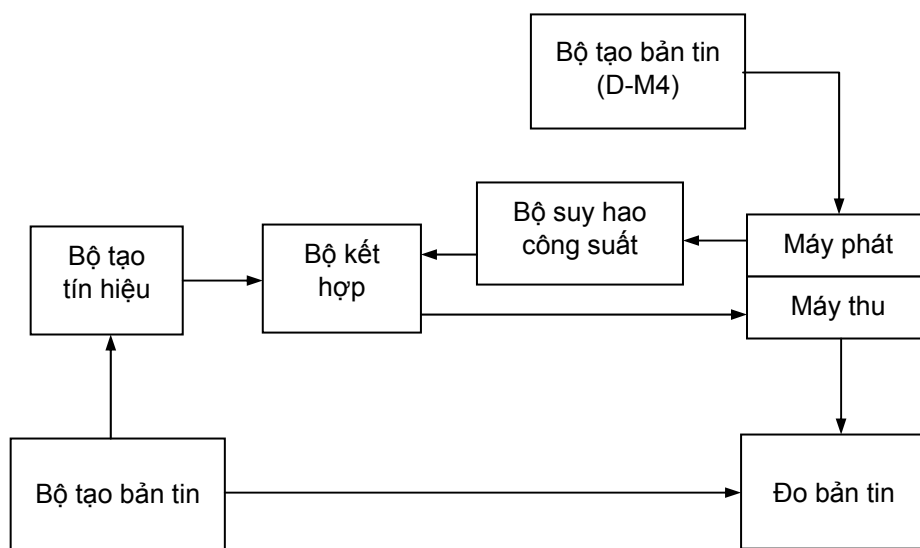 Bộ tạo bản tin
(D-M4)
Bộ suy hao
công suất
Máy phát
Bộ tạo
tín hiệu
Bộ kết
hợp
Máy thu
Bộ tạo bản tin
Đo bản tin